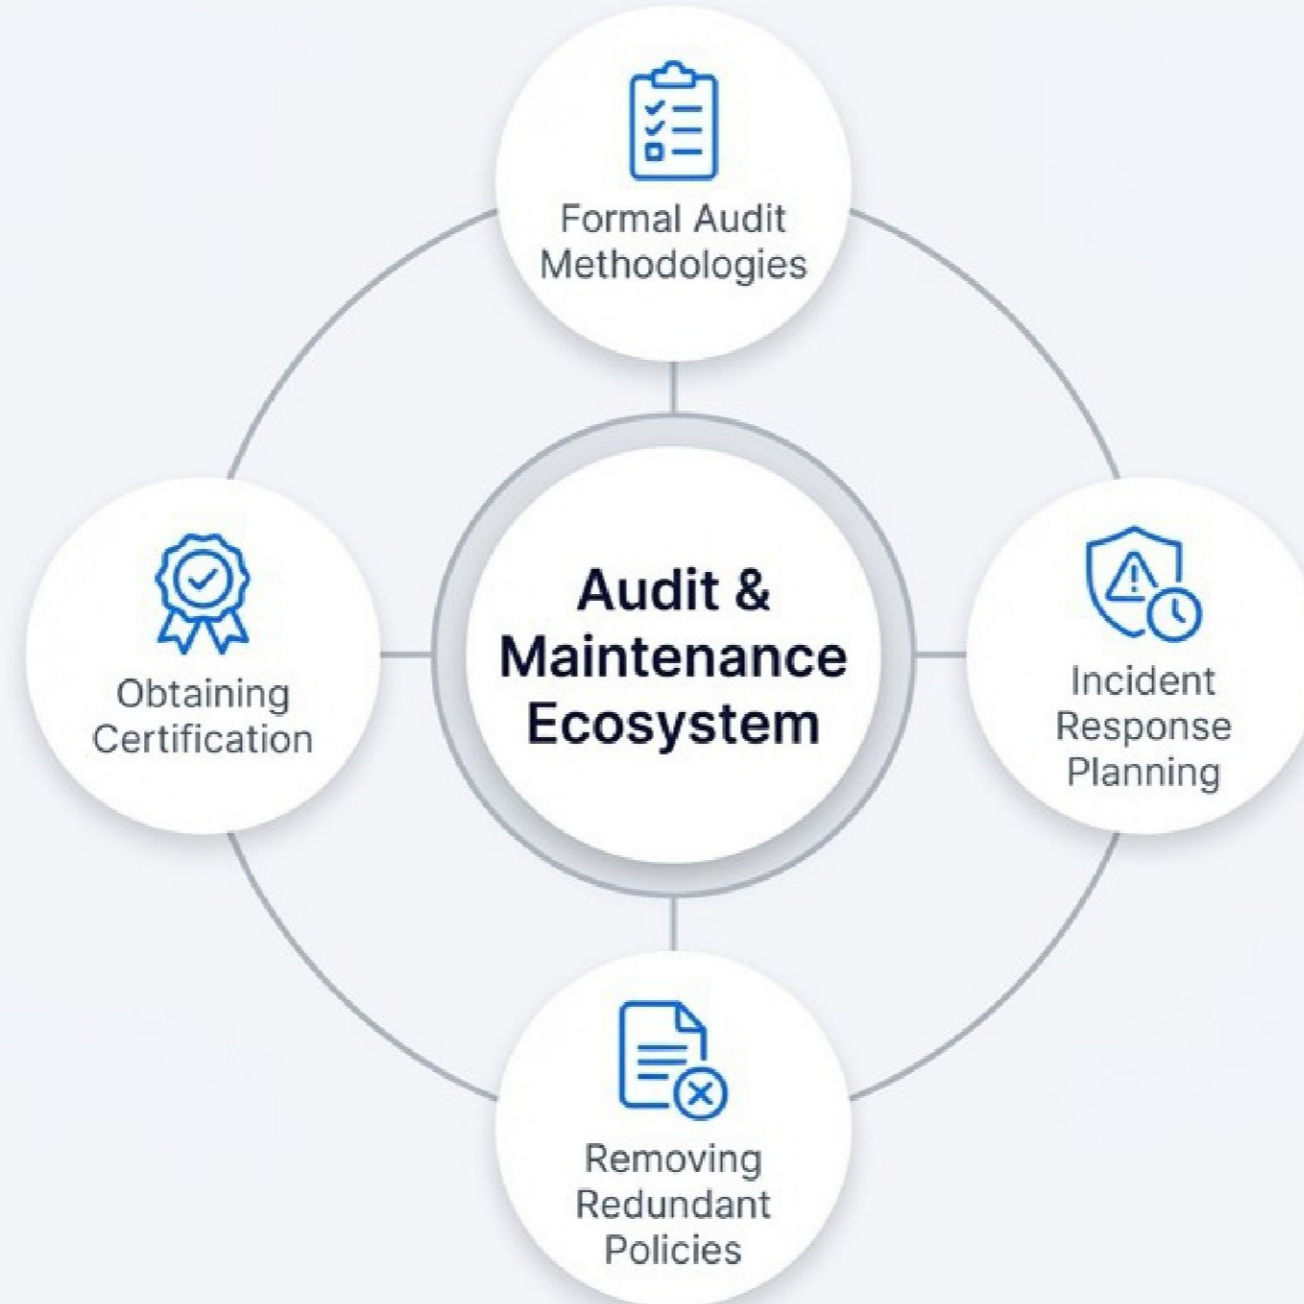 Formal Audit
Methodologies
Obtaining
Certification
Audit &
Maintenance
Ecosystem
Incident
Response
Planning
Removing
Redundant
Policies